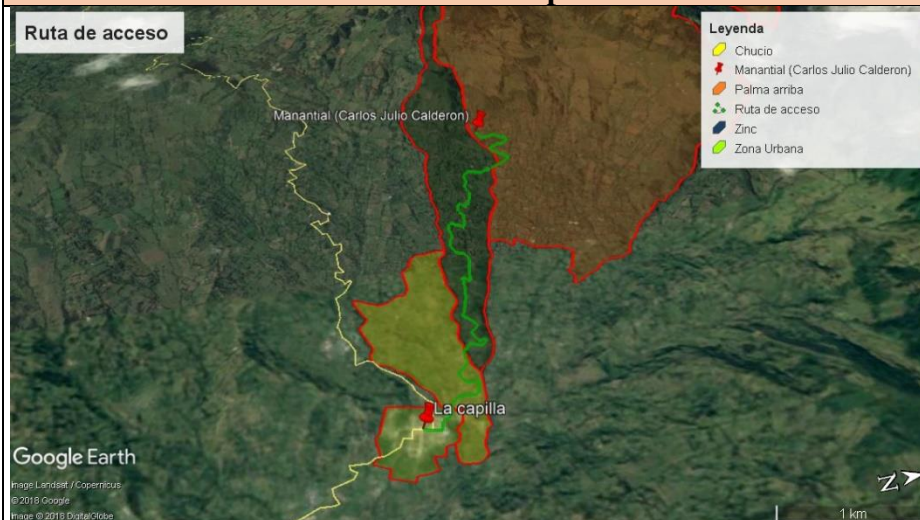 Ruta de acceso
Leyenda
Chucio
Manantial (Carlos Julio Calderon)
Palma arriba
Ruta de acceso
Zinc
Zona Urbana
Manantial (Carlos Julio Calderon)
La capilla
Google Earth
Image Landsat / Copernicus
© 2018 Google
Image © 2018 DigitalGlobe
N
1 km